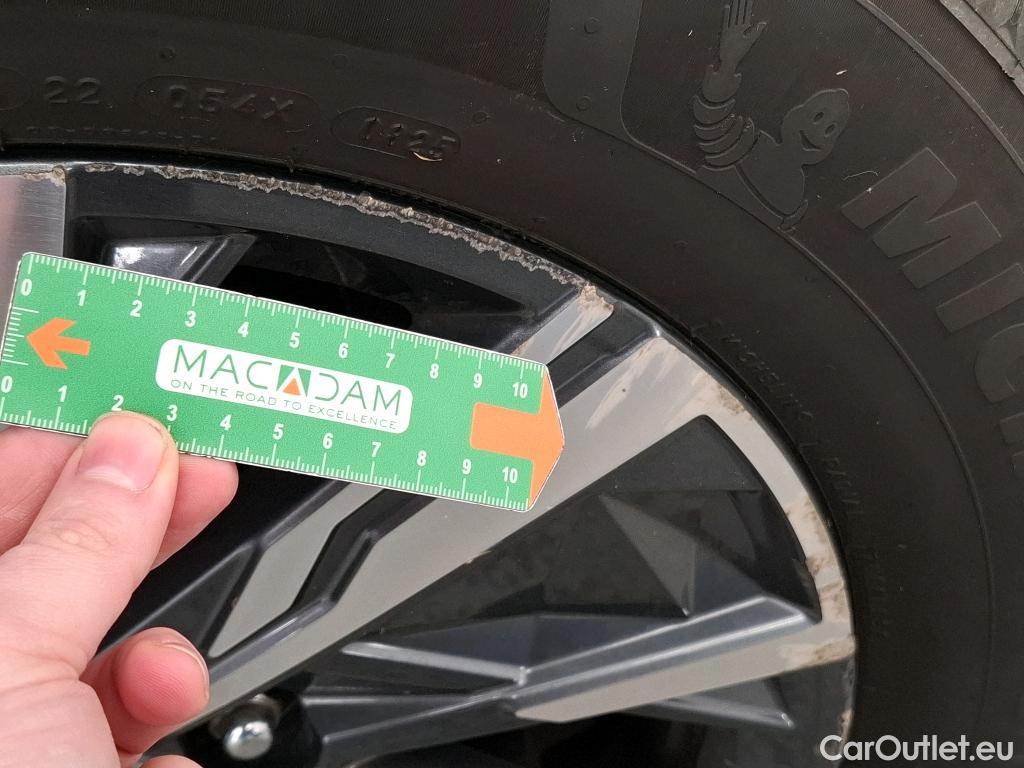 22 054X 1125
MICH
0 1 2 3 4 5 6 7 8 9 10
MACADAM
ON THE ROAD TO EXCELLENCE
0 1 2 3 4 5 6 7 8 9 10
CarOutlet.eu